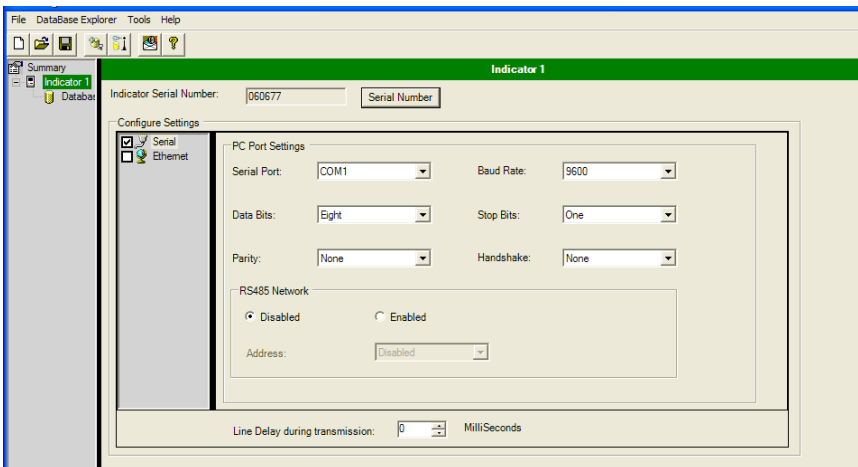 File DataBase Explorer Tools Help
Summary
Indicator 1
Indicator 1
Databas
Indicator Serial Number: 060677 Serial Number
Configure Settings
Serial
Ethernet
PC Port Settings
Serial Port: COM1 Baud Rate: 9600
Data Bits: Eight Stop Bits: One
Parity: None Handshake: None
RS485 Network
Disabled Enabled
Address: Disabled
Line Delay during transmission: 0 MilliSeconds